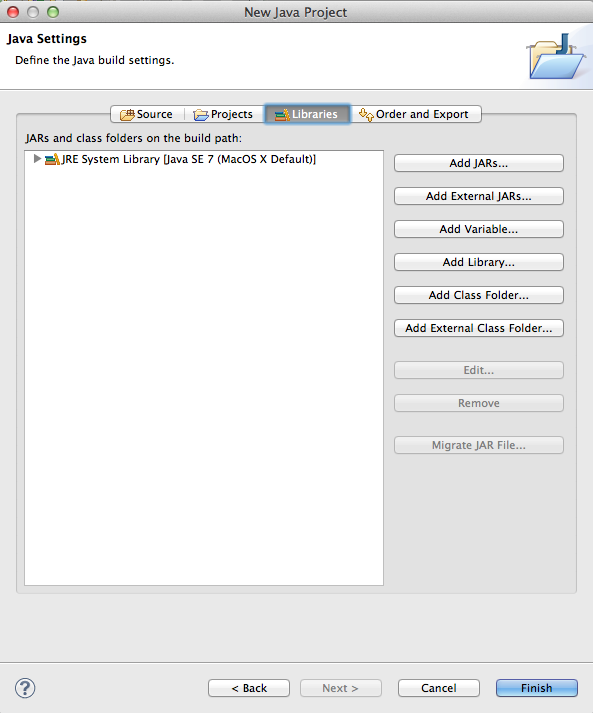 New Java Project
Java Settings
Define the Java build settings.
Source
Projects
Libraries
Order and Export
JARs and class folders on the build path:
JRE System Library [Java SE 7 (MacOS X Default)]
Add JARs...
Add External JARs...
Add Variable...
Add Library...
Add Class Folder...
Add External Class Folder...
Edit...
Remove
Migrate JAR File...
?
< Back
Next >
Cancel
Finish